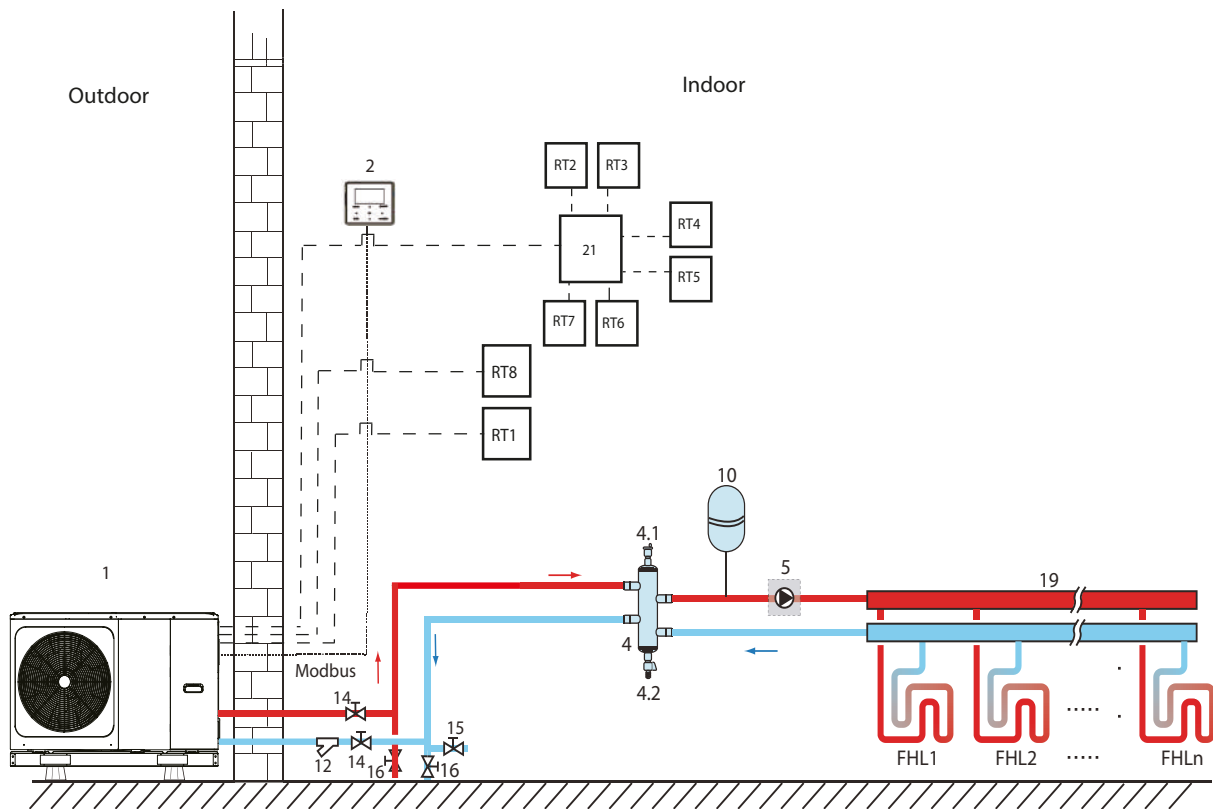 Outdoor
Indoor
2
RT2
RT3
RT4
21
RT5
RT7
RT6
RT8
RT1
10
4.1
5
19
1
4
Modbus
4.2
14
15
12
14
16
16
FHL1
FHL2
.....
.....
FHLn